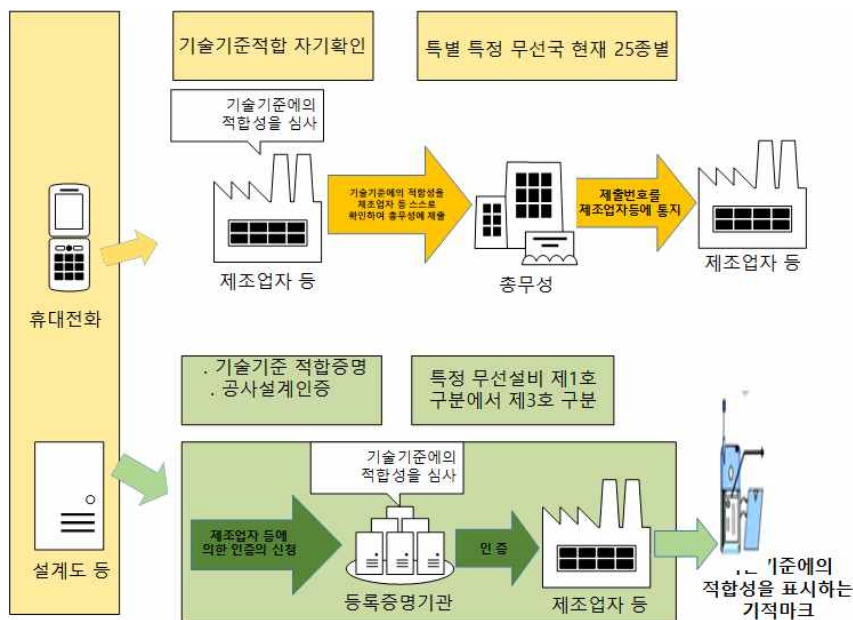 기술기준적합 자기확인
특별 특정 무선국 현재 25종별
기술기준에의
적합성을 심사
기술기준에의 적합성을
제조업자 등 스스로
확인하여 총무성에 제출
제출번호를
제조업자등에 통지
제조업자 등
총무성
제조업자 등
휴대전화
. 기술기준 적합증명
. 공사설계인증
특정 무선설비 제1호
구분에서 제3호 구분
기술기준에의
적합성을 심사
제조업자 등에
의한 인증의 신청
인 증
등록증명기관
제조업자 등
설계도 등
기준에의
적합성을 표시하는
기적마크